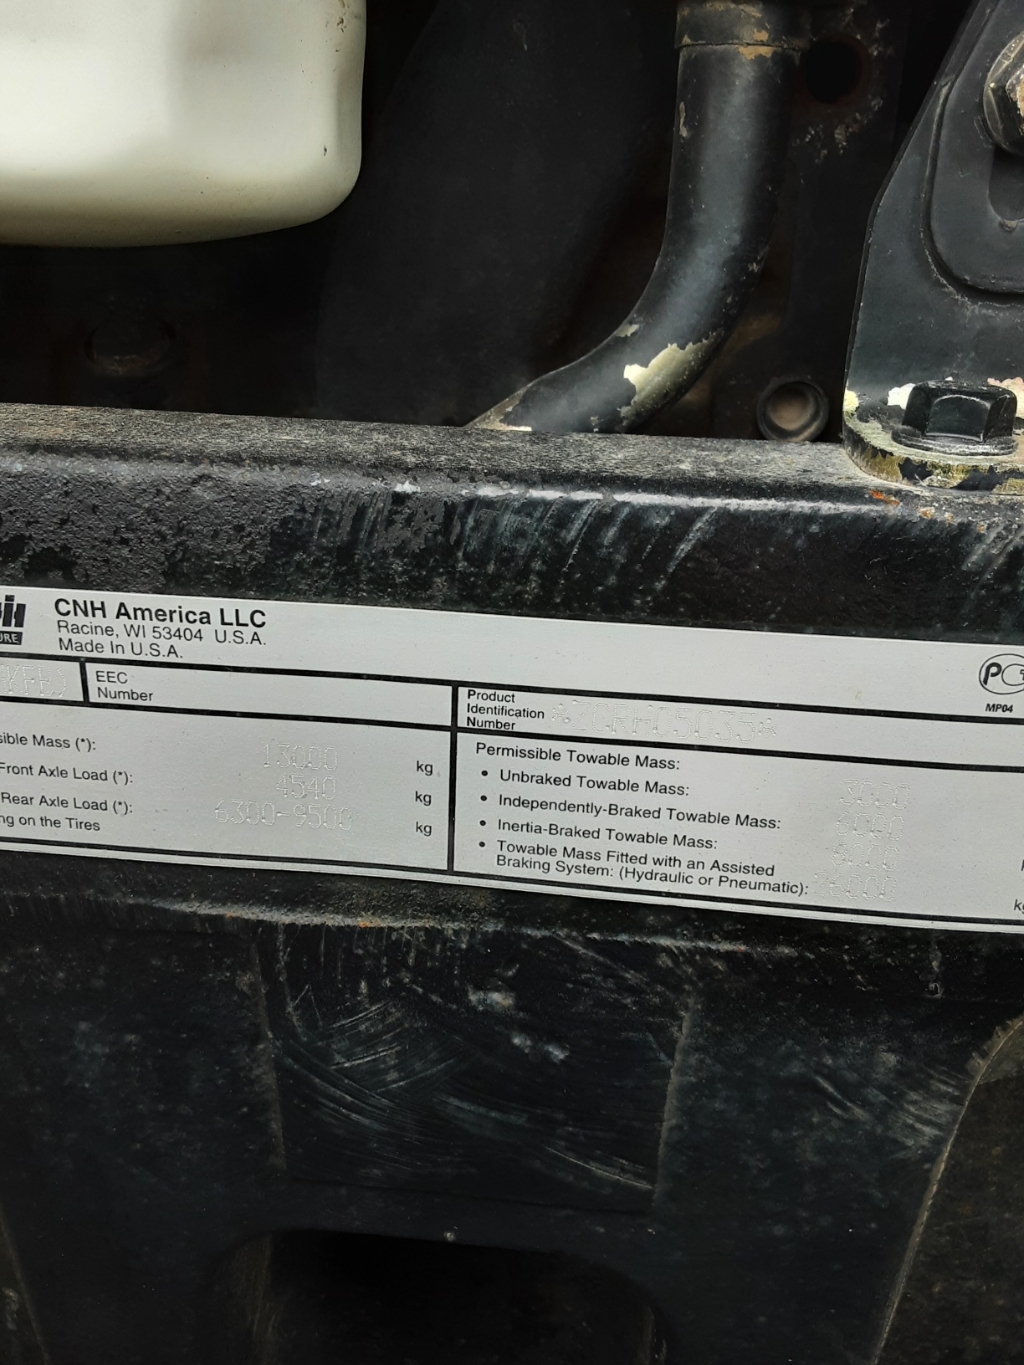 CNH America LLC
Racine, WI 53404 U.S.A.
Made In U.S.A.
EEC
Number
Product
Identification
Number
MP04
Mass (*):
13000 kg
Front Axle Load (*):
4540 kg
Rear Axle Load (*):
6300-9500 kg
on the Tires
Permissible Towable Mass:
• Unbraked Towable Mass:
3000
• Independently-Braked Towable Mass:
• Inertia-Braked Towable Mass:
• Towable Mass Fitted with an Assisted
Braking System: (Hydraulic or Pneumatic):